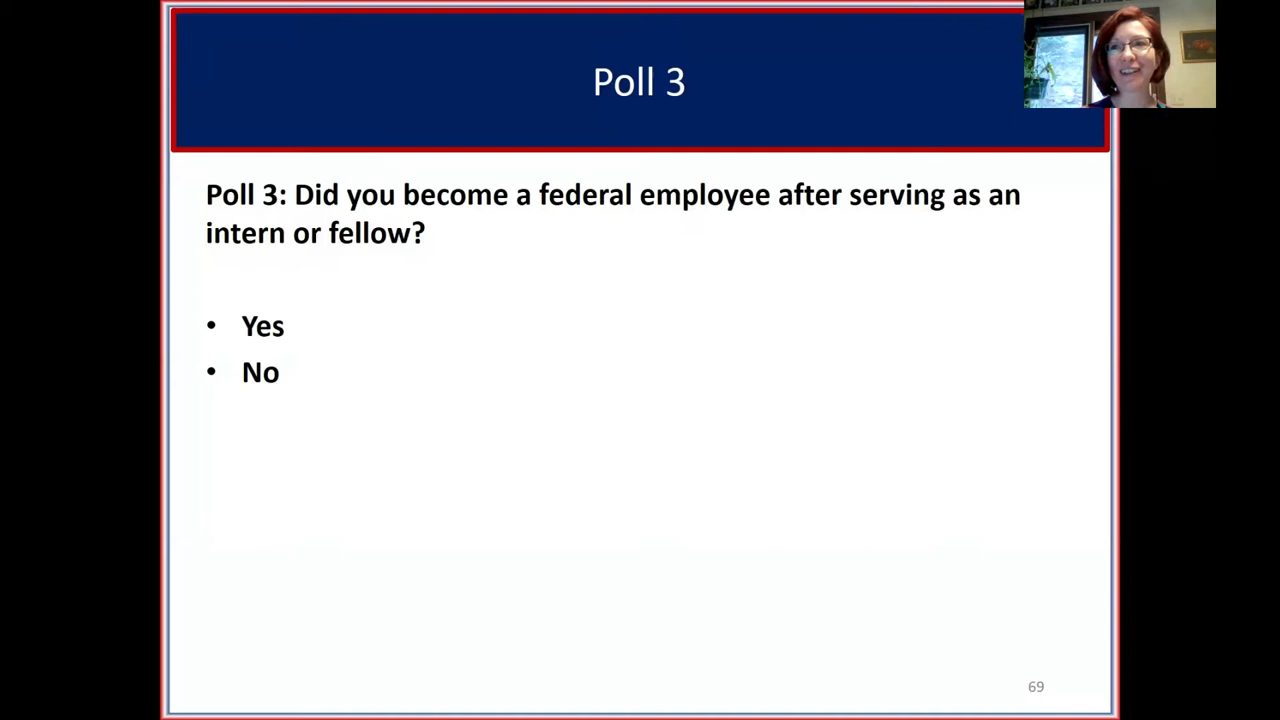 Poll 3
Poll 3: Did you become a federal employee after serving as an
intern or fellow?
• Yes
• No
69